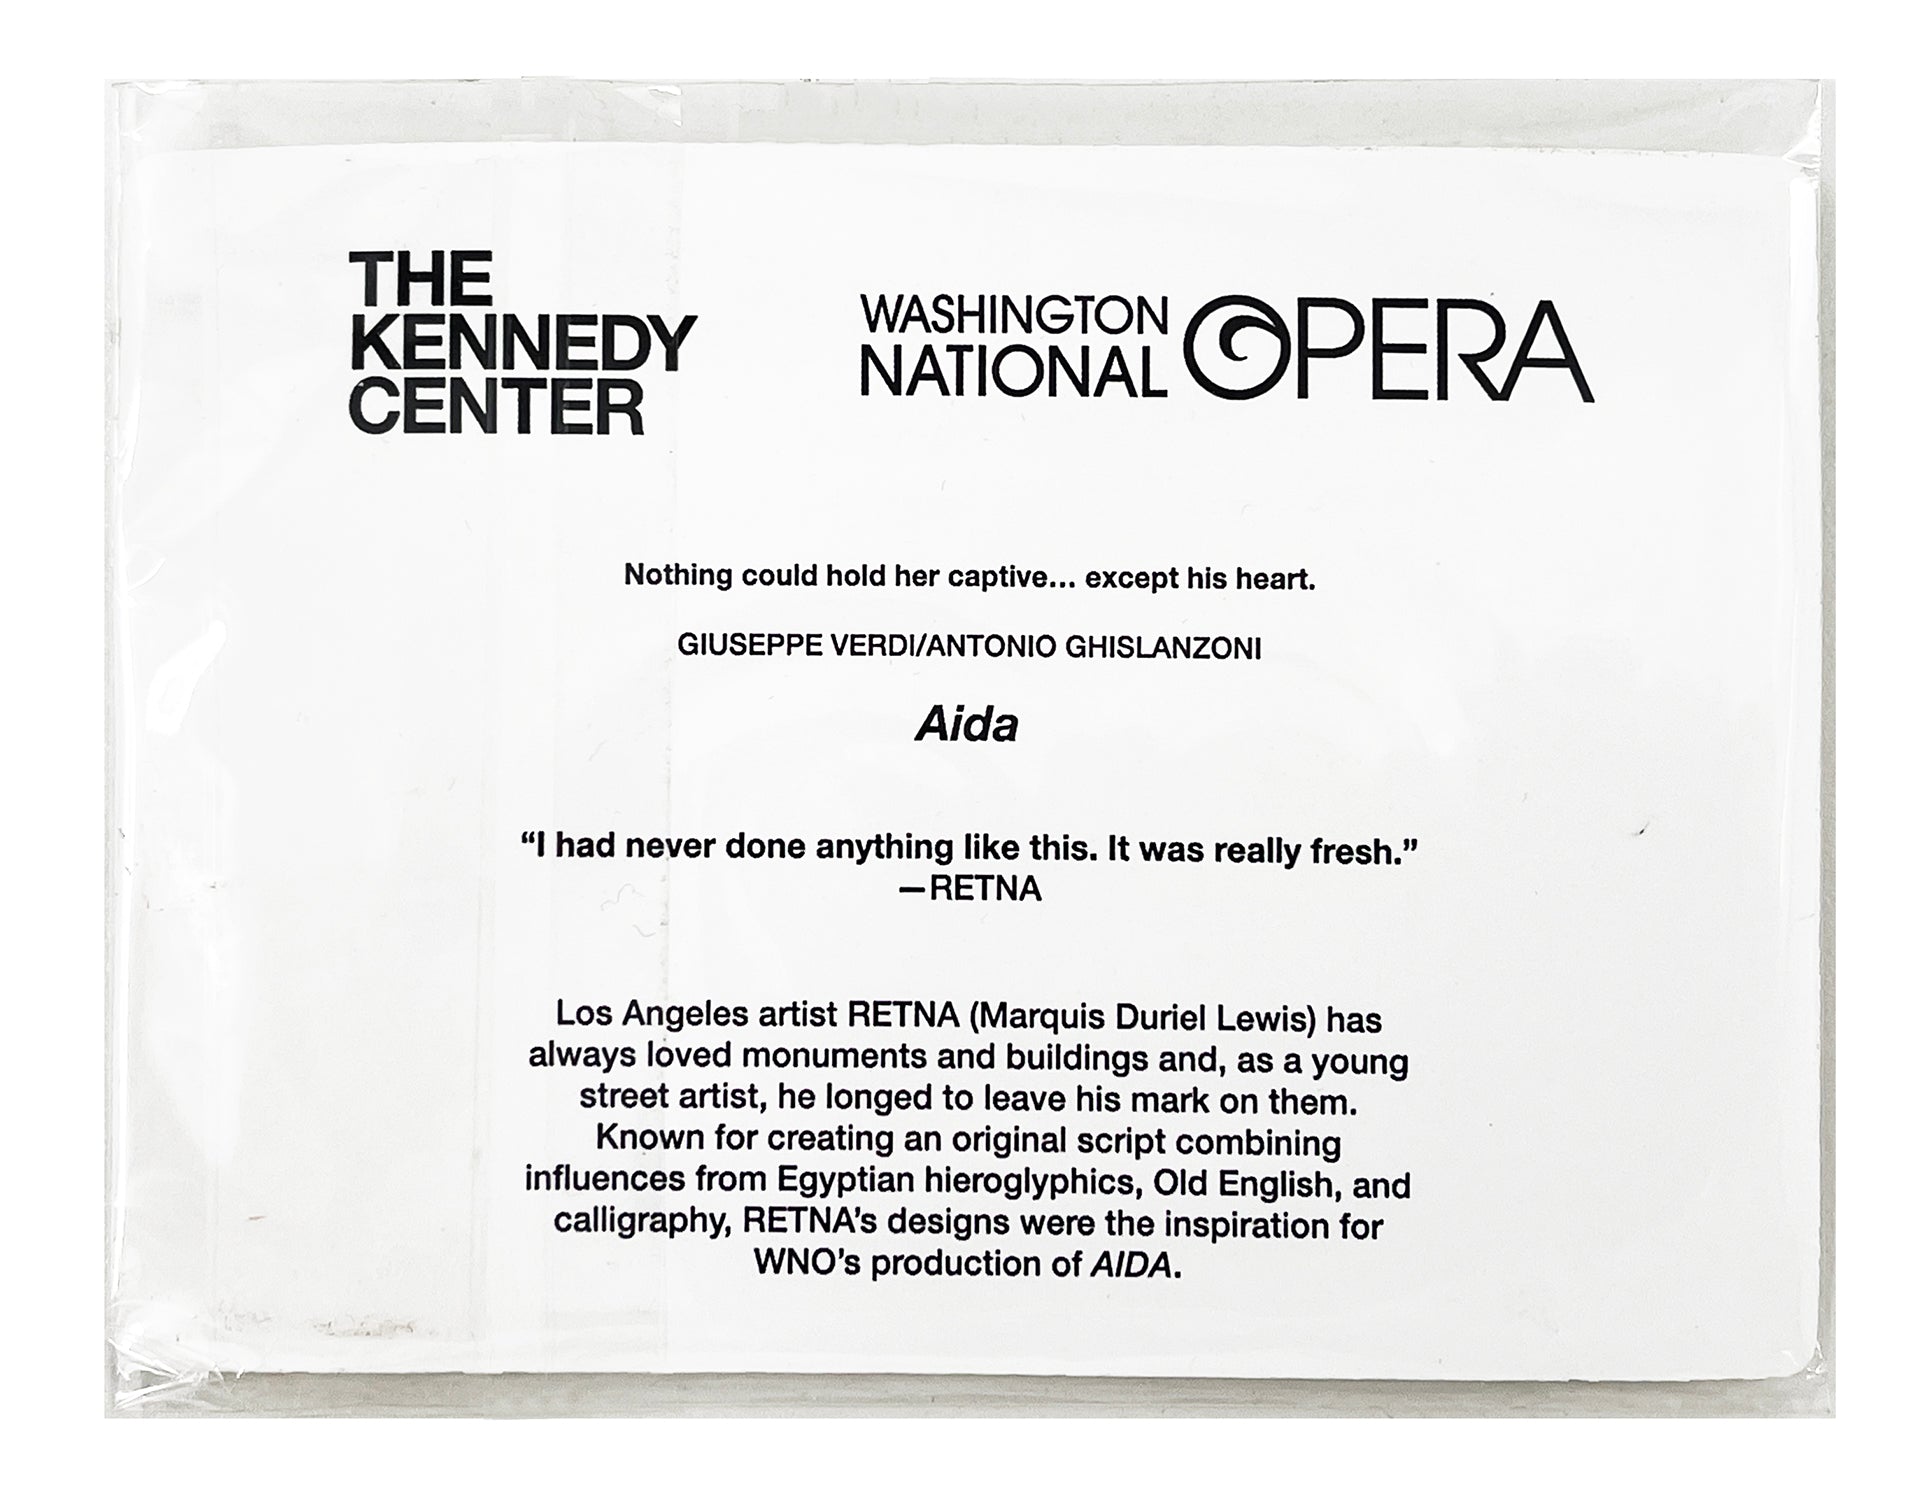 THE
KENNEDY
CENTER
WASHINGTON
NATIONAL OPERA
Nothing could hold her captive... except his heart.
GIUSEPPE VERDI/ANTONIO GHISLANZONI
Aida
“I had never done anything like this. It was really fresh.”
—RETNA
Los Angeles artist RETNA (Marquis Duriel Lewis) has
always loved monuments and buildings and, as a young
street artist, he longed to leave his mark on them.
Known for creating an original script combining
influences from Egyptian hieroglyphics, Old English, and
calligraphy, RETNA’s designs were the inspiration for
WNO’s production of AIDA.